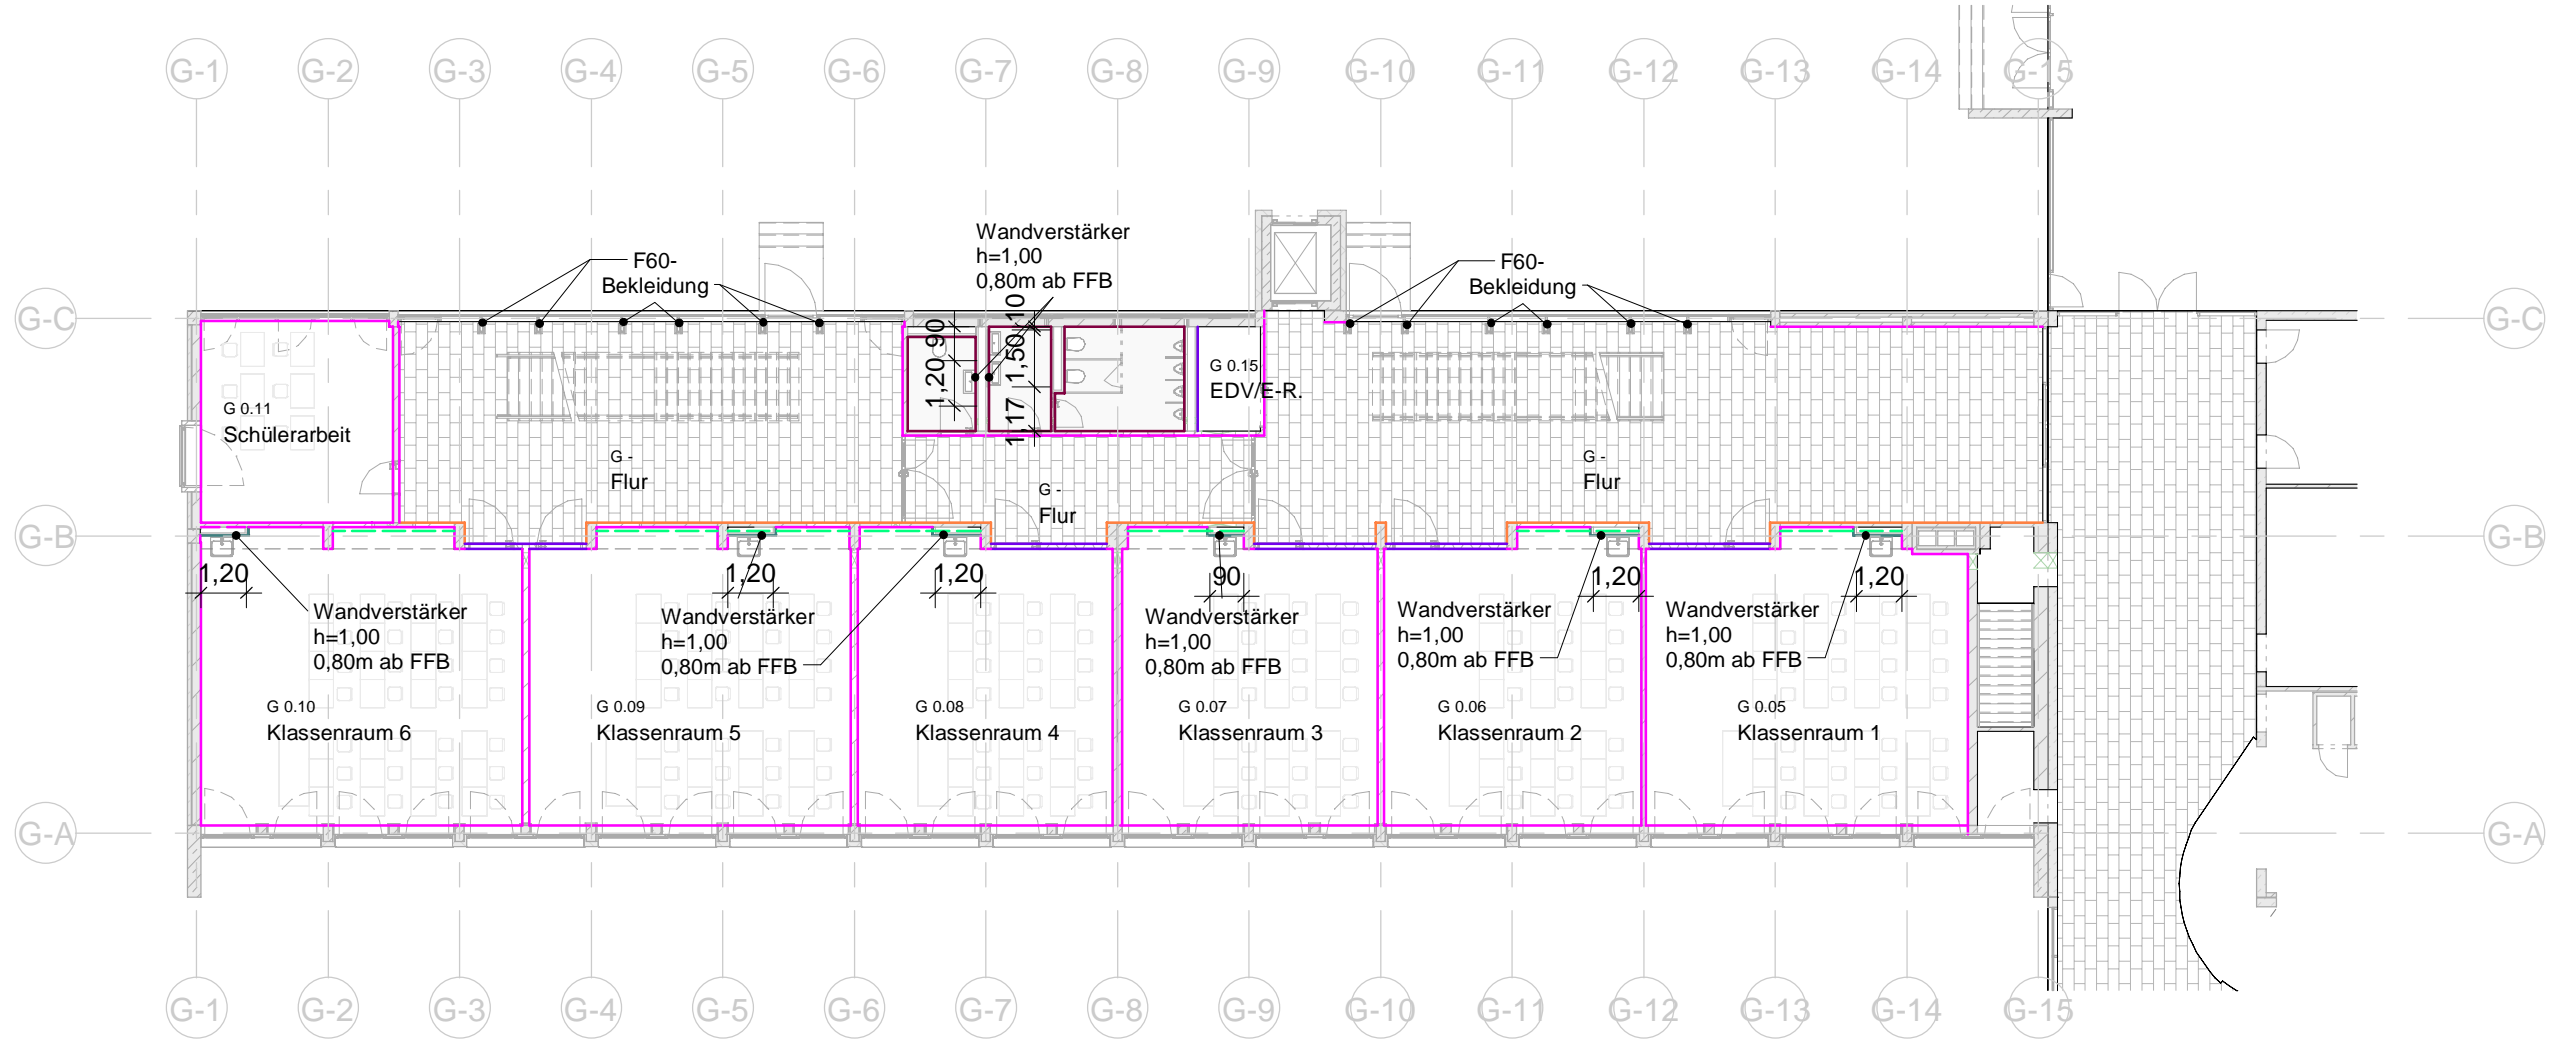 G-1 G-2 G-3 G-4 G-5 G-6 G-7 G-8 G-9 G-10 G-11 G-12 G-13 G-14 G-15
Wandverstärker
h=1,00
0,80m ab FFB
F60-
Bekleidung
F60-
Bekleidung
G-C
G-C
90
1,20
10
1,50
1,17
G 0.15
EDV/E-R.
G 0.11
Schülerarbeit
G -
Flur
G -
Flur
G -
Flur
G-B
G-B
1,20
1,20
1,20
90
1,20
1,20
Wandverstärker
h=1,00
0,80m ab FFB
Wandverstärker
h=1,00
0,80m ab FFB
Wandverstärker
h=1,00
0,80m ab FFB
Wandverstärker
h=1,00
0,80m ab FFB
Wandverstärker
h=1,00
0,80m ab FFB
G 0.10
Klassenraum 6
G 0.09
Klassenraum 5
G 0.08
Klassenraum 4
G 0.07
Klassenraum 3
G 0.06
Klassenraum 2
G 0.05
Klassenraum 1
G-A
G-A
G-1 G-2 G-3 G-4 G-5 G-6 G-7 G-8 G-9 G-10 G-11 G-12 G-13 G-14 G-15